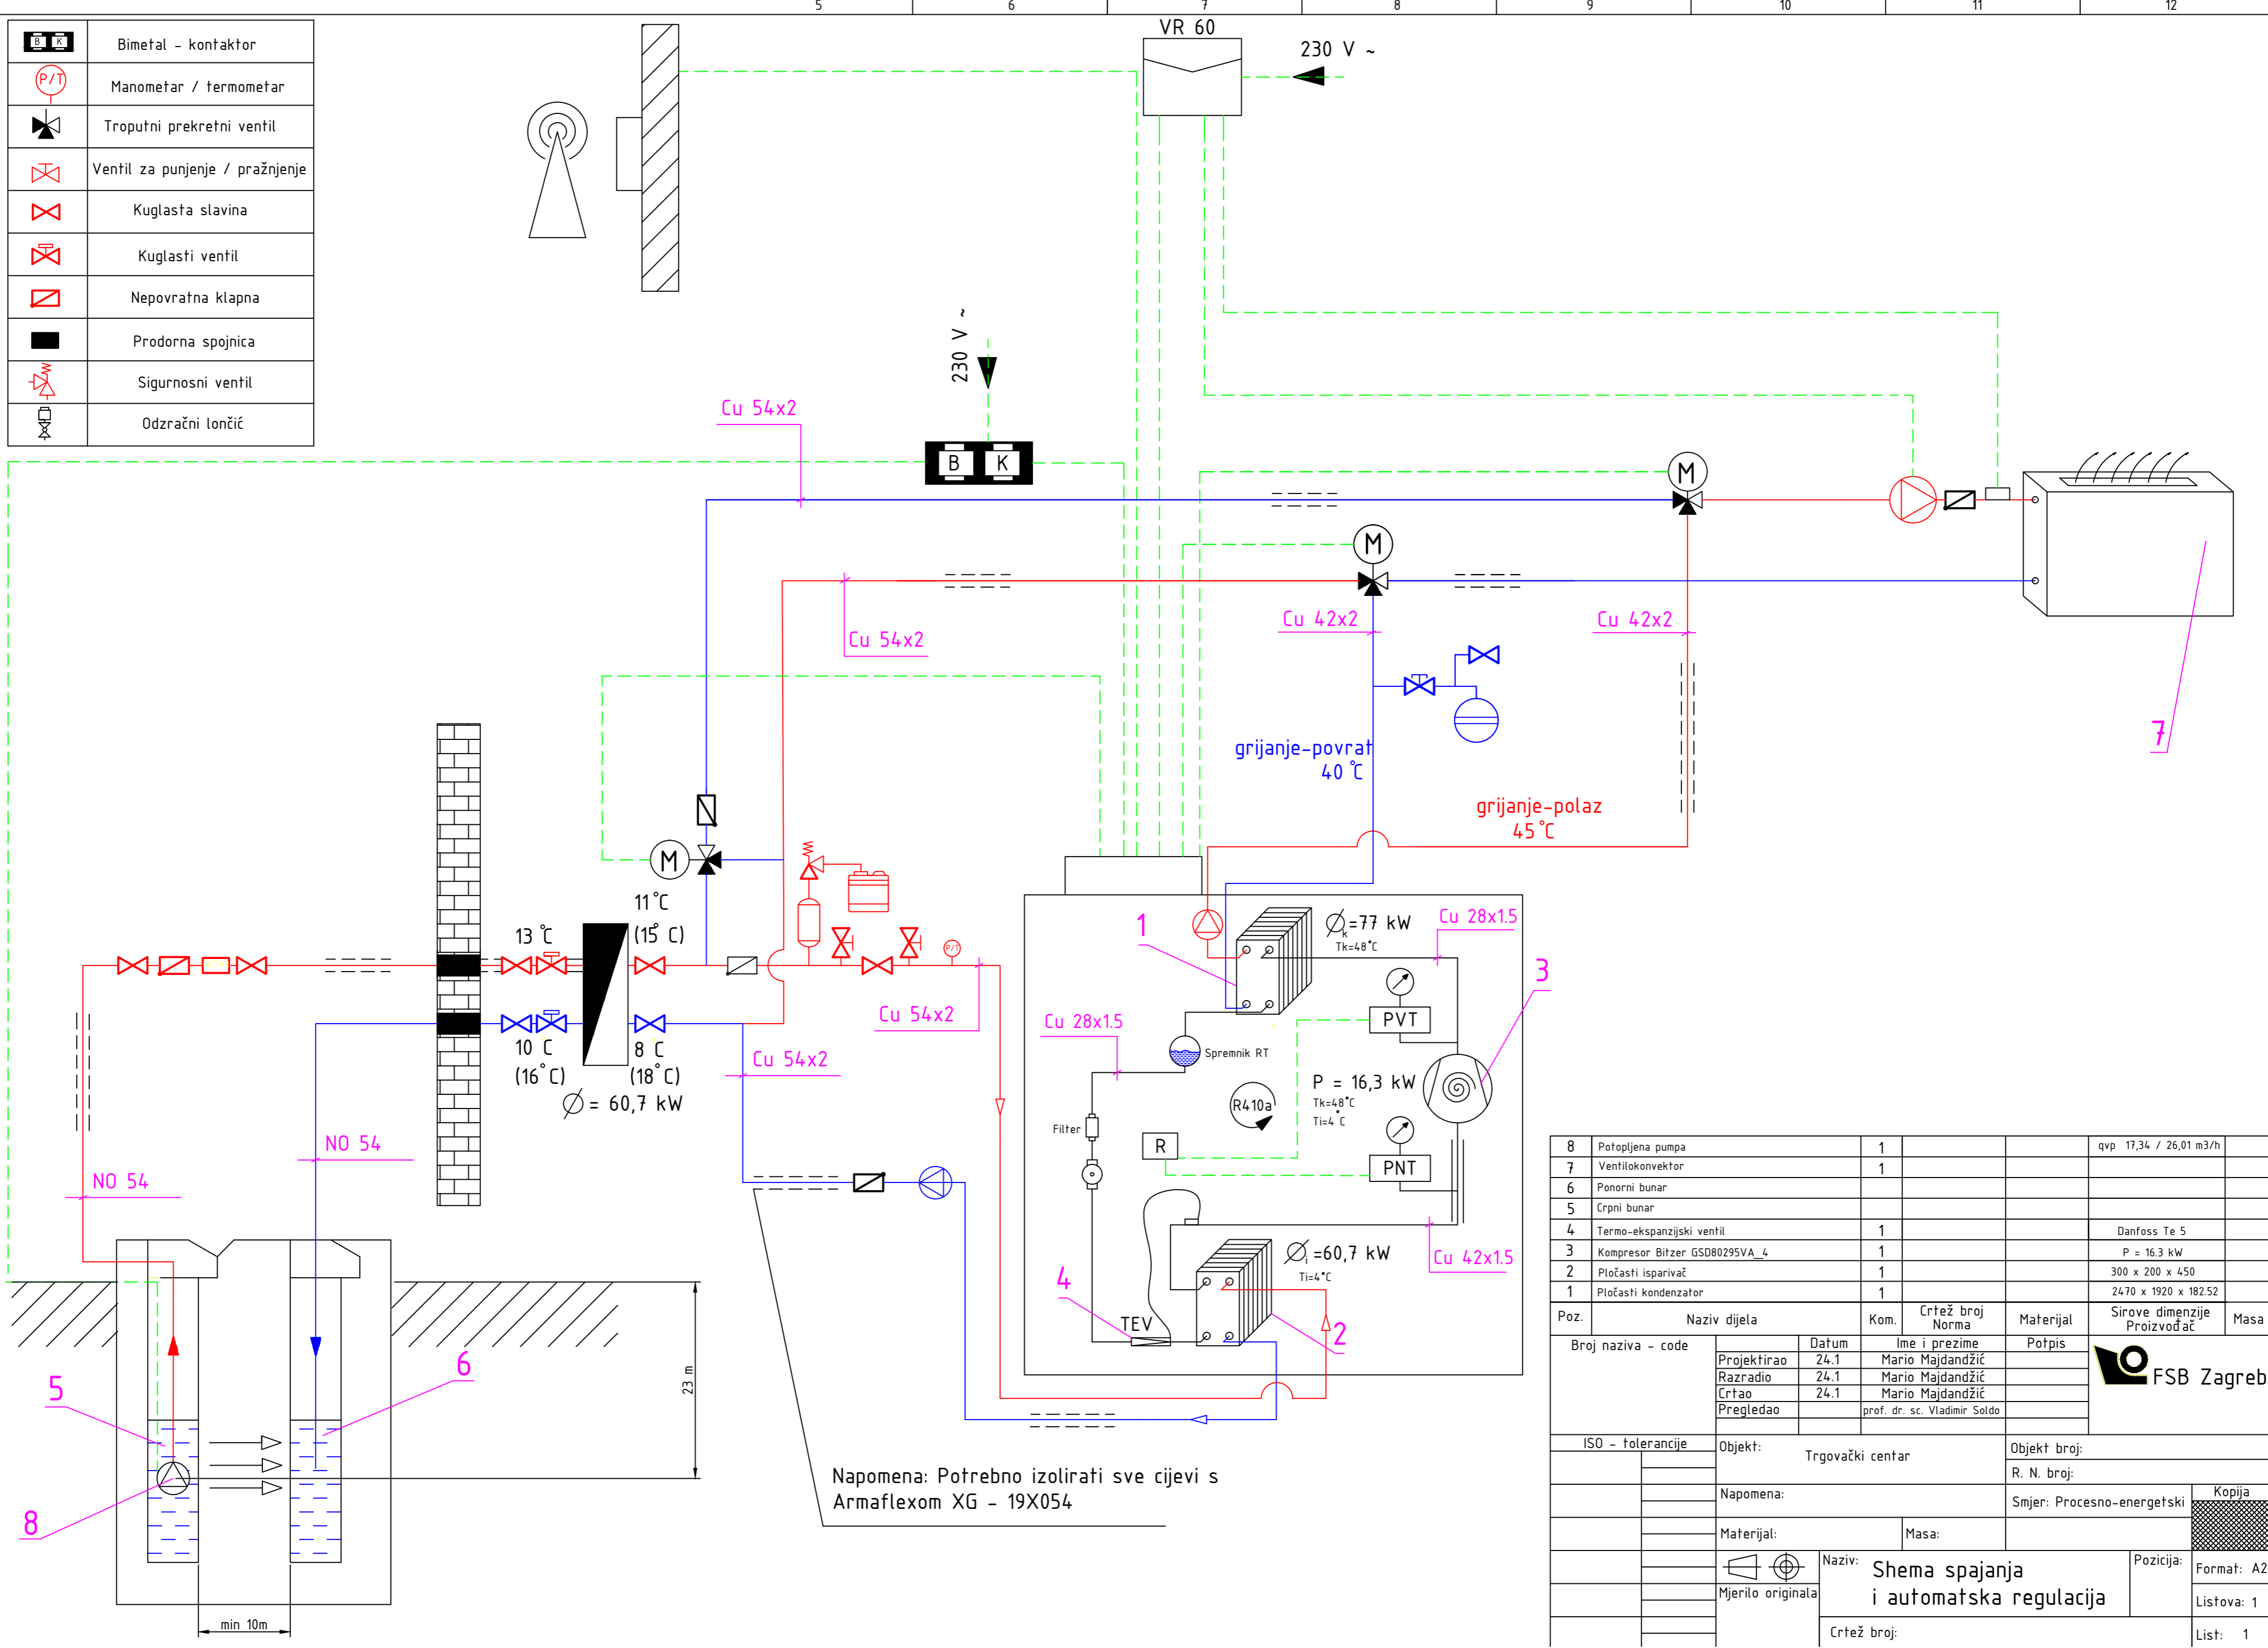 5 6 7 8 9 10 11 12
B K Bimetal - kontaktor
P/T Manometar / termometar
Troputni prekretni ventil
Ventil za punjenje / pražnjenje
Kuglasta slavina
Kuglasti ventil
Nepovratna klapna
Prodorna spojnica
Sigurnosni ventil
Odzračni lončić
VR 60
230 V ~
230 V ~
Cu 54x2
B K
M
M
Cu 54x2
Cu 42x2
Cu 42x2
7
grijanje-povrat
40 °C
grijanje-polaz
45 °C
M
11 °C
(15 °C)
13 °C
P/T
10 °C
(16 °C)
8 °C
(18 °C)
Ø = 60,7 kW
Cu 54x2
Cu 54x2
NO 54
NO 54
1
Øk=77 kW
Tk=48°C
Cu 28x1.5
3
Cu 28x1.5
PVT
Spremnik RT
P = 16,3 kW
Tk=48°C
Ti=4°C
R410a
Filter
R
PNT
Øi=60,7 kW
Ti=4°C
Cu 42x1.5
4
TEV
2
23 m
5
6
8
min 10m
Napomena: Potrebno izolirati sve cijevi s
Armaflexom XG - 19X054
8 Potopljena pumpa 1 qvp 17,34 / 26,01 m3/h
7 Ventilokonvektor 1
6 Ponorni bunar
5 Crpni bunar
4 Termo-ekspanzijski ventil 1 Danfoss Te 5
3 Kompresor Bitzer GSD80295VA_4 1 P = 16.3 kW
2 Pločasti isparivač 1 300 x 200 x 450
1 Pločasti kondenzator 1 2470 x 1920 x 182.52
Poz. Naziv dijela Kom. Crtež broj Norma Materijal Sirove dimenzije Proizvođač Masa
Broj naziva - code Datum Ime i prezime Potpis
Projektirao 24.1 Mario Majdandžić
Razradio 24.1 Mario Majdandžić
Crtao 24.1 Mario Majdandžić
Pregledao prof. dr. sc. Vladimir Soldo
FSB Zagreb
ISO - tolerancije
Objekt: Trgovački centar
Objekt broj:
R. N. broj:
Napomena:
Smjer: Procesno-energetski
Kopija
Materijal:
Masa:
Naziv: Shema spajanja
i automatska regulacija
Pozicija:
Format: A2
Mjerilo originala
Listova: 1
Crtež broj:
List: 1